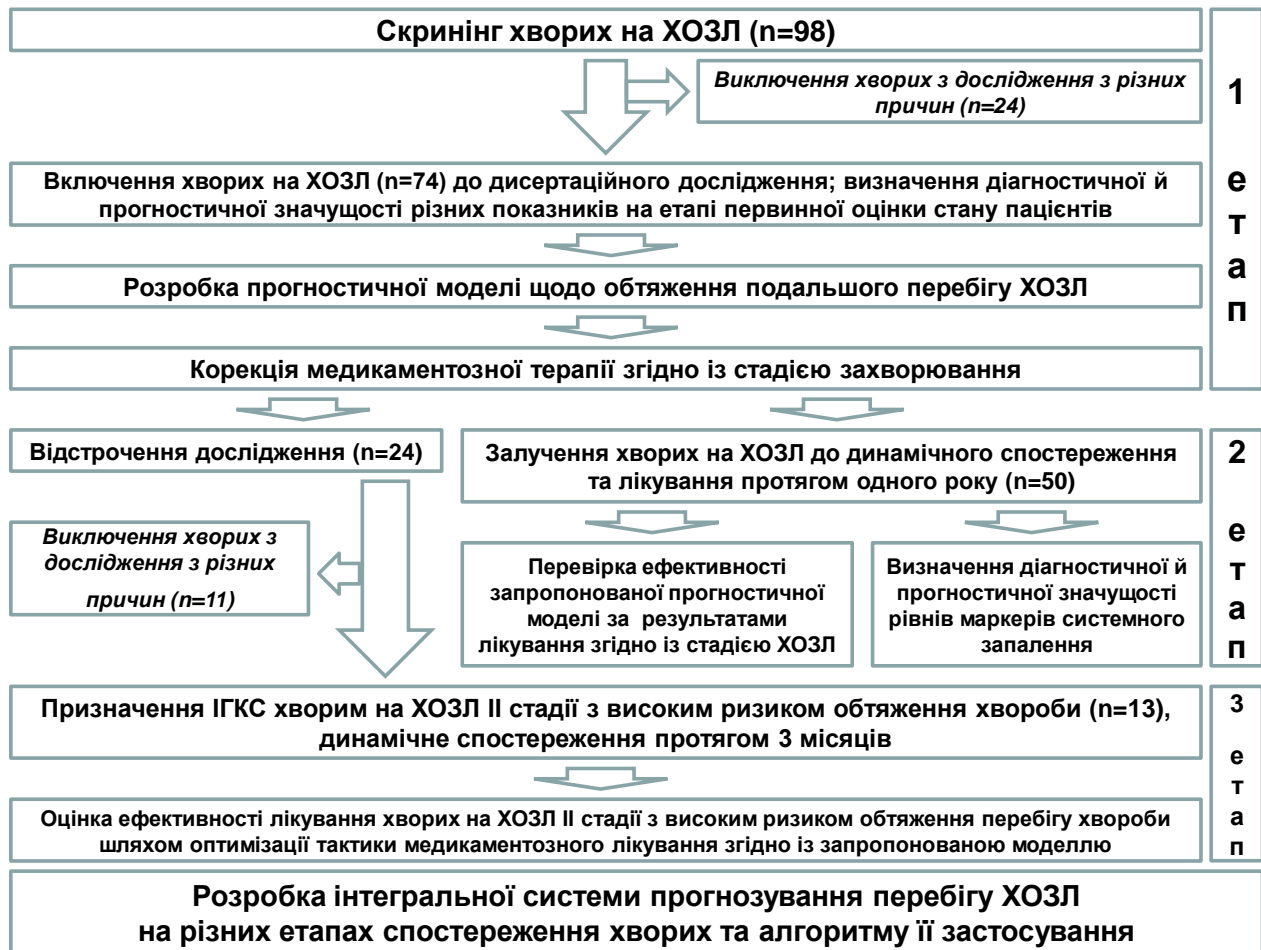 Скринінг хворих на ХОЗЛ (n=98)
Виключення хворих з дослідження з різних
причин (n=24)
Включення хворих на ХОЗЛ (n=74) до дисертаційного дослідження; визначення діагностичної й
прогностичної значущості різних показників на етапі первинної оцінки стану пацієнтів
Розробка прогностичної моделі щодо обтяження подальшого перебігу ХОЗЛ
Корекція медикаментозної терапії згідно із стадією захворювання
1
е
т
а
п
Відстрочення дослідження (n=24)
Залучення хворих на ХОЗЛ до динамічного спостереження
та лікування протягом одного року (n=50)
Виключення хворих з
дослідження з різних
причин (n=11)
Перевірка ефективності
запропонованої прогностичної
моделі за результатами
лікування згідно із стадією ХОЗЛ
Визначення діагностичної й
прогностичної значущості
рівнів маркерів системного
запалення
2
е
т
а
п
Призначення ІГКС хворим на ХОЗЛ ІІ стадії з високим ризиком обтяження хвороби (n=13),
динамічне спостереження протягом 3 місяців
Оцінка ефективності лікування хворих на ХОЗЛ ІІ стадії з високим ризиком обтяження перебігу хвороби
шляхом оптимізації тактики медикаментозного лікування згідно із запропонованою моделлю
3
е
т
а
п
Розробка інтегральної системи прогнозування перебігу ХОЗЛ
на різних етапах спостереження хворих та алгоритму її застосування